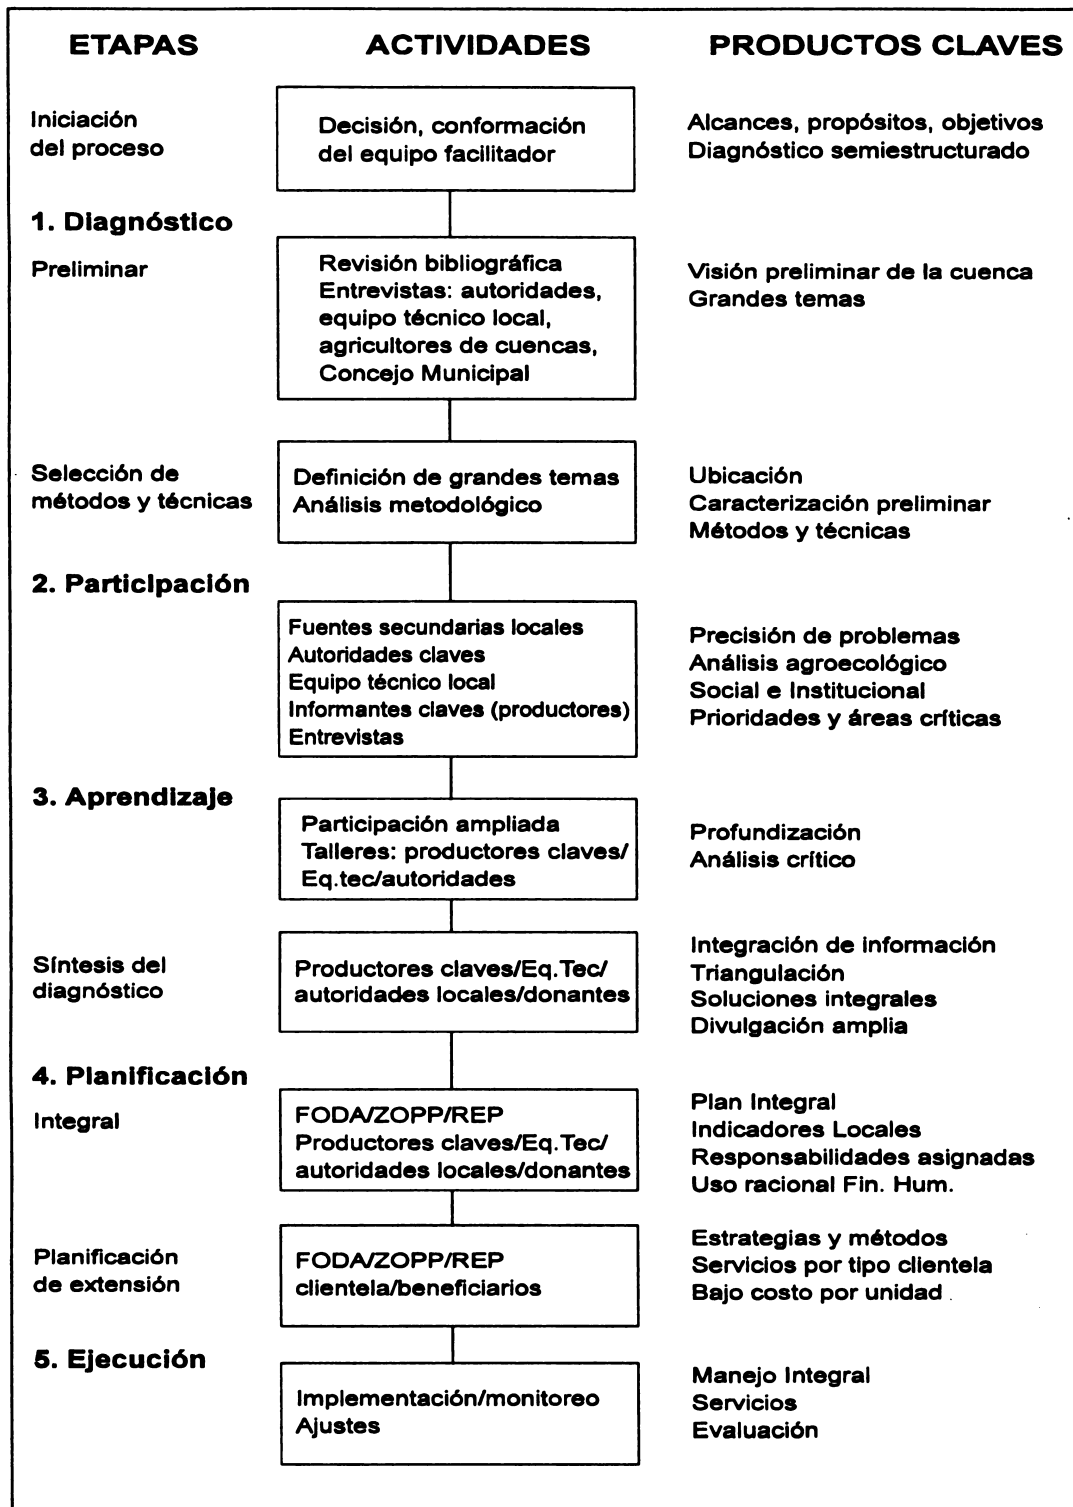 ETAPAS ACTIVIDADES PRODUCTOS CLAVES
Iniciación
del proceso
Decisión, conformación
del equipo facilitador
Alcances, propósitos, objetivos
Diagnóstico semiestructurado
1. Diagnóstico
Preliminar
Revisión bibliográfica
Entrevistas: autoridades,
equipo técnico local,
agricultores de cuencas,
Concejo Municipal
Visión preliminar de la cuenca
Grandes temas
Selección de
métodos y técnicas
Definición de grandes temas
Análisis metodológico
Ubicación
Caracterización preliminar
Métodos y técnicas
2. Participación
Fuentes secundarias locales
Autoridades claves
Equipo técnico local
Informantes claves (productores)
Entrevistas
Precisión de problemas
Análisis agroecológico
Social e Institucional
Prioridades y áreas críticas
3. Aprendizaje
Participación ampliada
Talleres: productores claves/
Eq.tec/autoridades
Profundización
Análisis crítico
Síntesis del
diagnóstico
Productores claves/Eq.Tec/
autoridades locales/donantes
Integración de información
Triangulación
Soluciones integrales
Divulgación amplia
4. Planificación
Integral
FODA/ZOPP/REP
Productores claves/Eq.Tec/
autoridades locales/donantes
Plan Integral
Indicadores Locales
Responsabilidades asignadas
Uso racional Fin. Hum.
Planificación
de extensión
FODA/ZOPP/REP
clientela/beneficiarios
Estrategias y métodos
Servicios por tipo clientela
Bajo costo por unidad
5. Ejecución
Implementación/monitoreo
Ajustes
Manejo Integral
Servicios
Evaluación